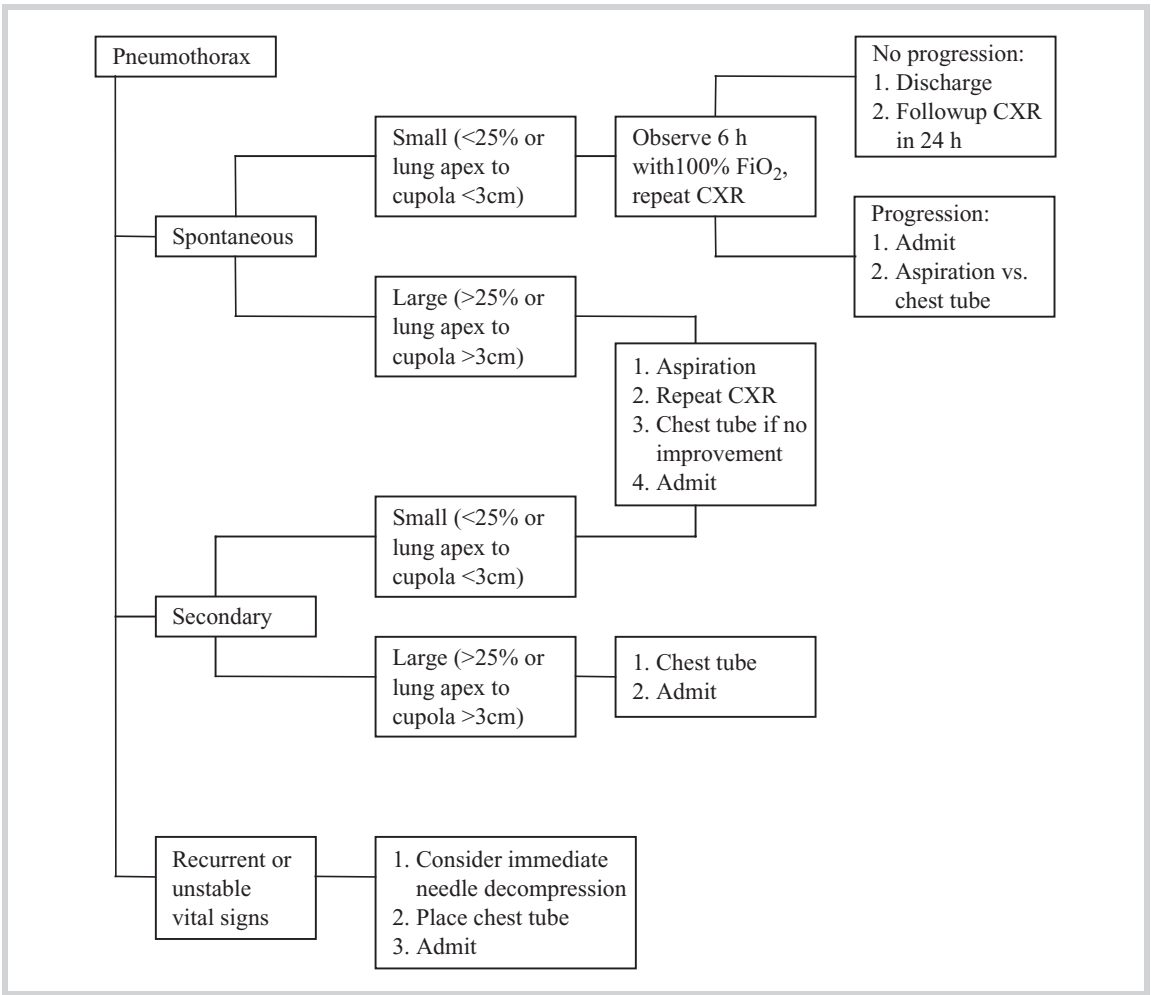 Pneumothorax
No progression:
1. Discharge
2. Followup CXR
in 24 h
Small (<25% or
lung apex to
cupola <3cm)
Observe 6 h
with100% FiO₂,
repeat CXR
Progression:
1. Admit
2. Aspiration vs.
chest tube
Spontaneous
Large (>25% or
lung apex to
cupola >3cm)
1. Aspiration
2. Repeat CXR
3. Chest tube if no
improvement
4. Admit
Small (<25% or
lung apex to
cupola <3cm)
Secondary
Large (>25% or
lung apex to
cupola >3cm)
1. Chest tube
2. Admit
Recurrent or
unstable
vital signs
1. Consider immediate
needle decompression
2. Place chest tube
3. Admit